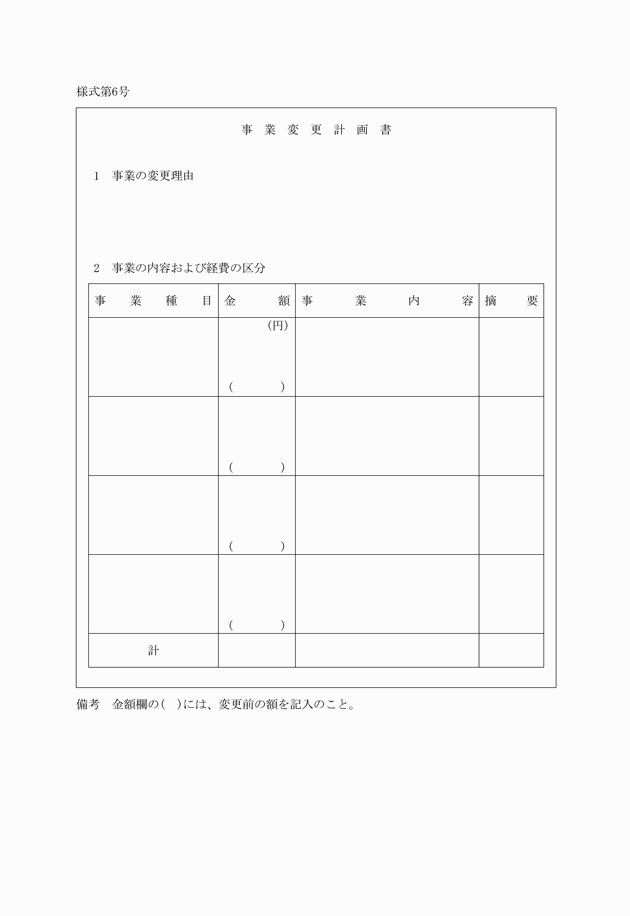 様式第6号
事業変更計画書
1　事業の変更理由
2　事業の内容および経費の区分
事業種目　金額　事業内容　摘要
(円)
(　　)
(　　)
(　　)
(　　)
計
備考　金額欄の(　)には、変更前の額を記入のこと。